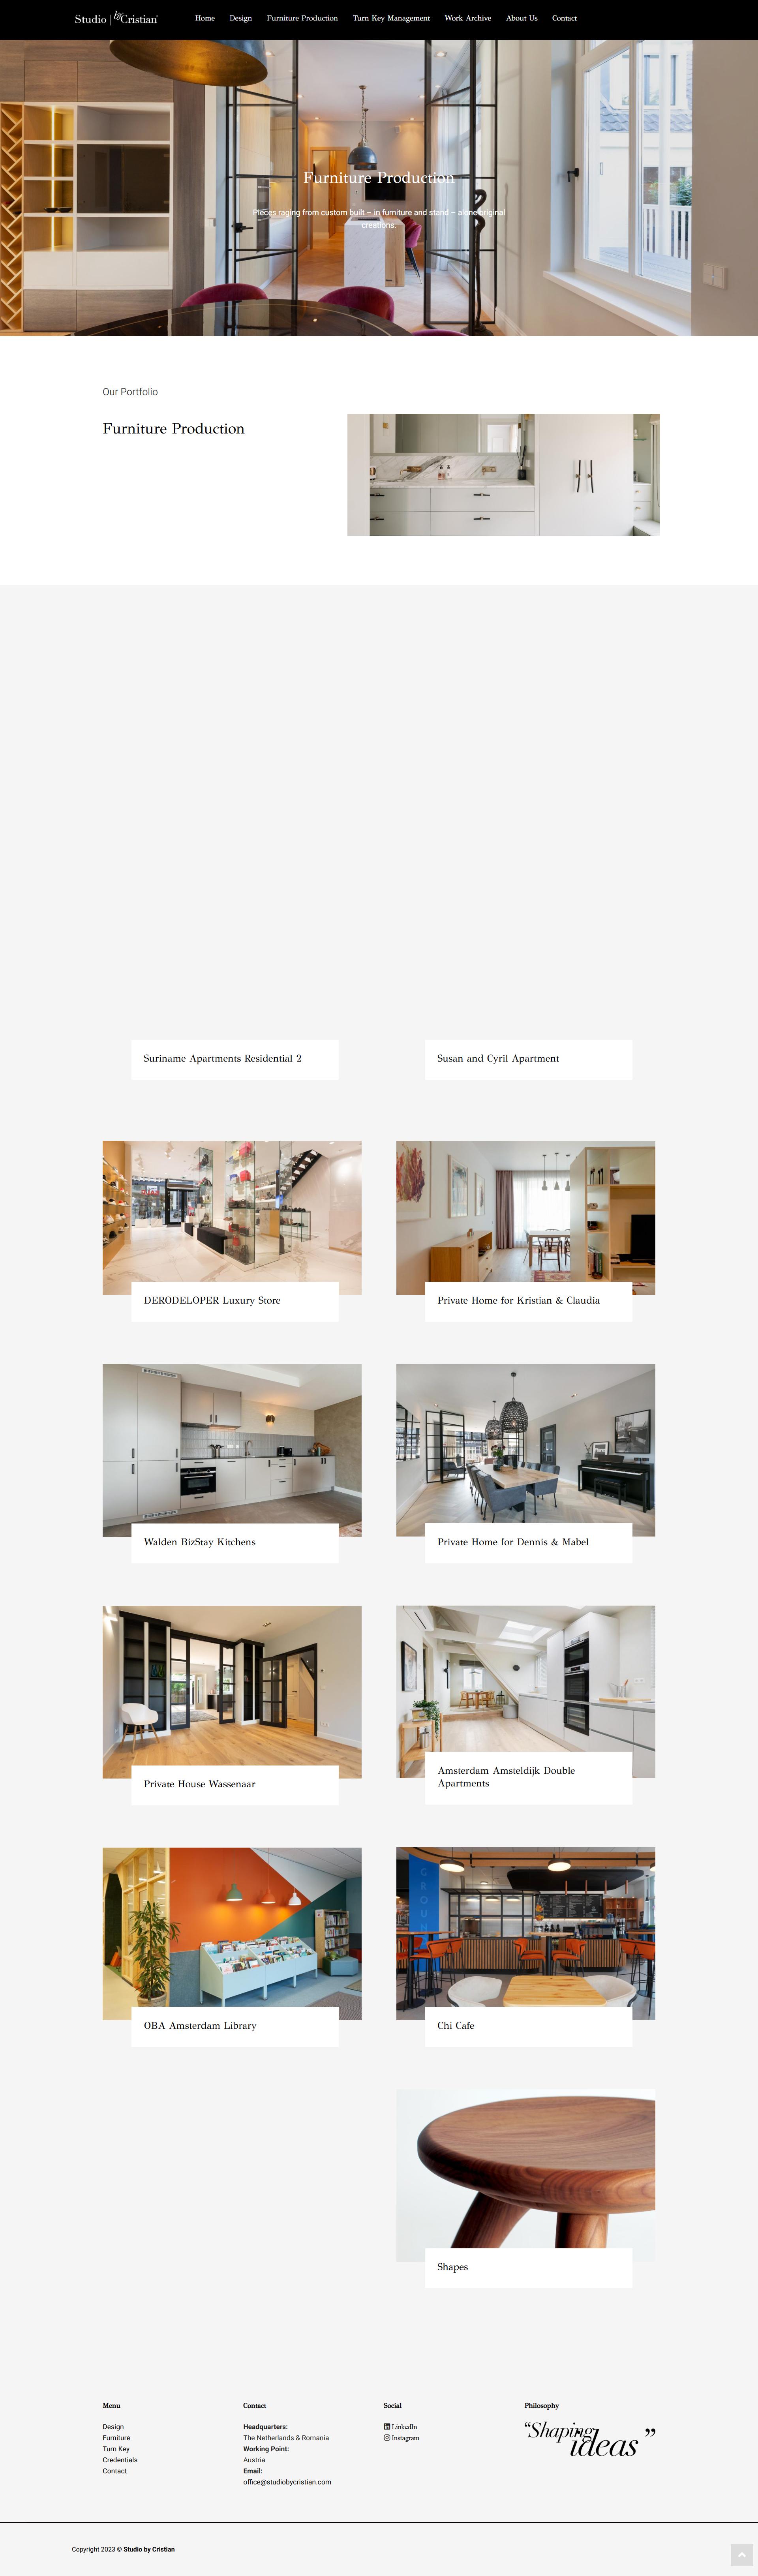 Studio | by Cristian
Home Design Furniture Production Turn Key Management Work Archive About Us Contact
Furniture Production
Pieces raging from custom built – in furniture and stand – alone original
creations.
Our Portfolio
Furniture Production
Suriname Apartments Residential 2
Susan and Cyril Apartment
DERODELOPER Luxury Store
Private Home for Kristian & Claudia
Walden BizStay Kitchens
Private Home for Dennis & Mabel
Private House Wassenaar
Amsterdam Amsteldijk Double
Apartments
GROUN
OBA Amsterdam Library
Chi Cafe
Shapes
Menu
Design
Furniture
Turn Key
Credentials
Contact
Contact
Headquarters:
The Netherlands & Romania
Working Point:
Austria
Email:
office@studiobycristian.com
Social
LinkedIn
Instagram
Philosophy
“Shaping
ideas”
Copyright 2023 © Studio by Cristian